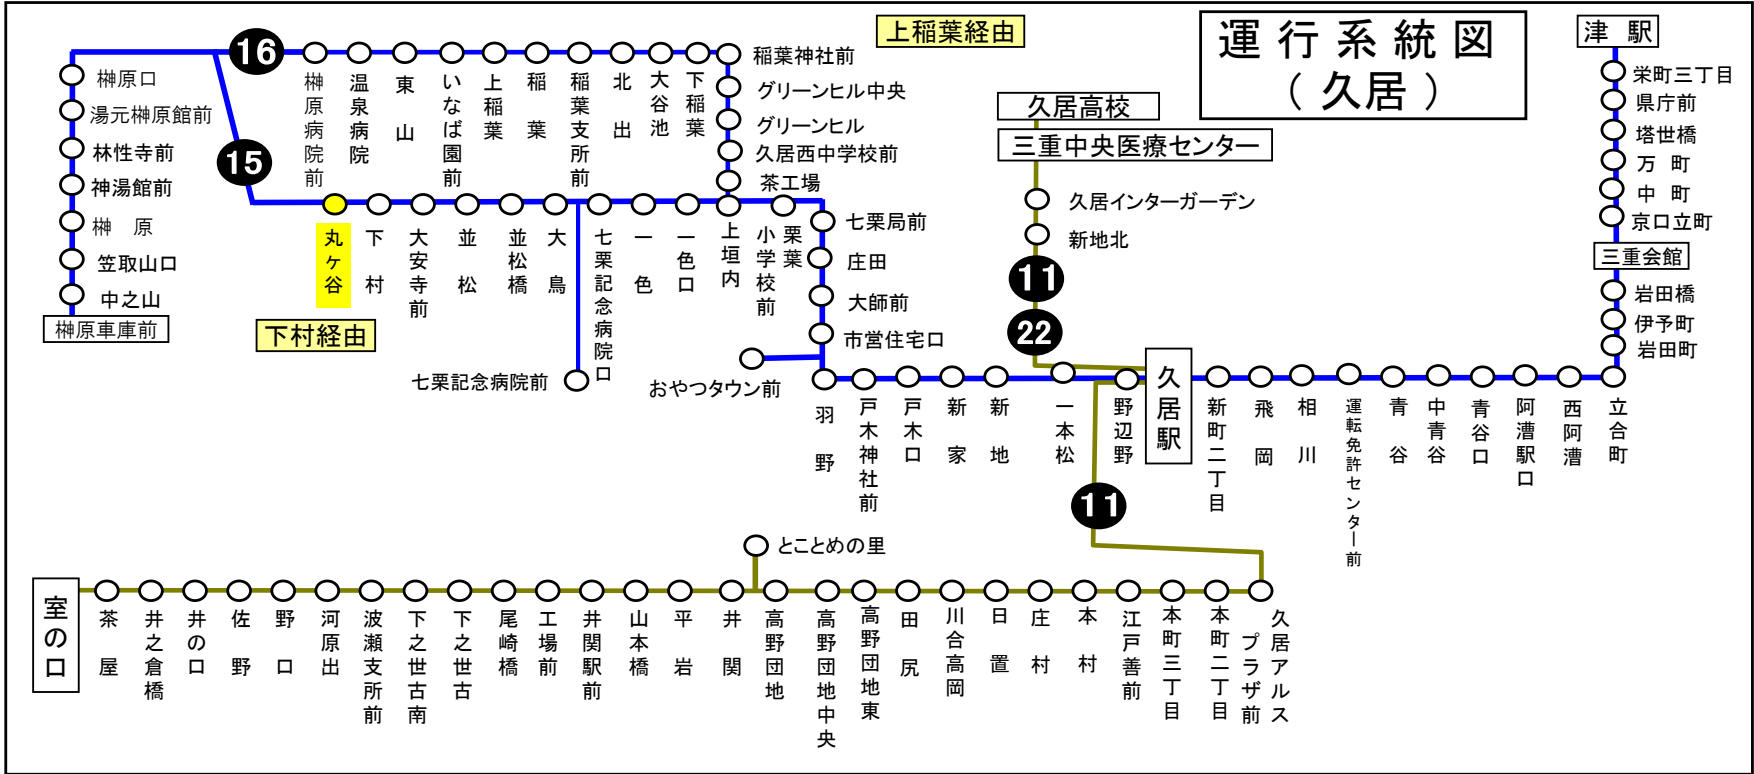 運行系統図
（久居）
上稲葉経由
下村経由
16
15
11
22
11
津駅
栄町三丁目
県庁前
塔世橋
万町
中町
京口立町
三重会館
岩田橋
伊予町
岩田町
立合町
西阿漕
阿漕駅口
青谷口
中青谷
青谷
運転免許センター前
相川
飛岡
新町二丁目
久居駅
野辺野
一本松
新地
新家
戸木口
戸木神社前
羽野
おやつタウン前
市営住宅口
大師前
庄田
七栗局前
栗葉小学校前
上垣内
一色口
一色
七栗記念病院口
七栗記念病院前
大鳥
並松橋
並松
大安寺前
下村
丸ヶ谷
茶工場
久居西中学校前
グリーンヒル
グリーンヒル中央
稲葉神社前
下稲葉
大谷池
北出
稲葉支所前
稲葉
上稲葉
いなば園前
東山
温泉病院
榊原病院前
榊原口
湯元榊原館前
林性寺前
神湯館前
榊原
笠取山口
中之山
榊原車庫前
久居高校
三重中央医療センター
久居インターガーデン
新地北
久居アルスプラザ前
本町二丁目
本町三丁目
江戸善前
本村
庄村
日置
川合高岡
田尻
高野団地東
高野団地中央
高野団地
とことめの里
井関
平岩
山本橋
井関駅前
工場前
尾崎橋
下之世古
下之世古南
波瀬支所前
河原出
野口
佐野
井の口
井之倉橋
茶屋
室の口